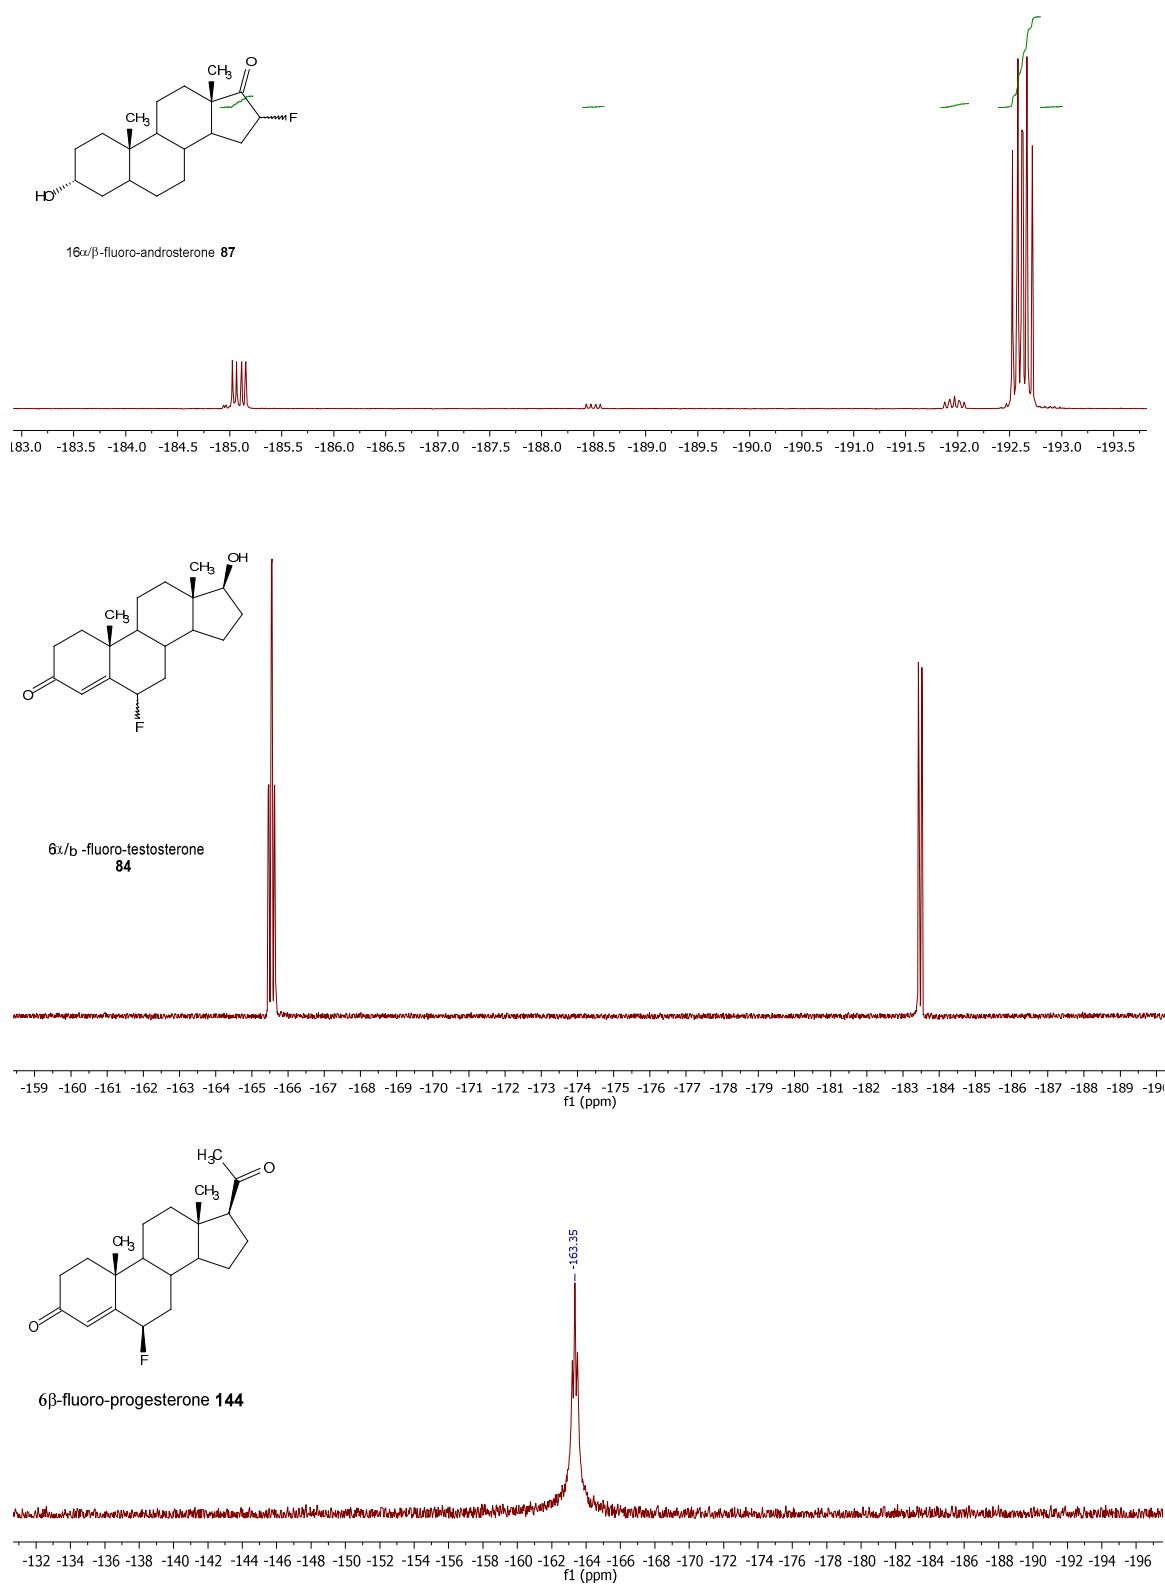 O
CH₃
CH₃
F
HO
16α/β-fluoro-androsterone 87
183.0 -183.5 -184.0 -184.5 -185.0 -185.5 -186.0 -186.5 -187.0 -187.5 -188.0 -188.5 -189.0 -189.5 -190.0 -190.5 -191.0 -191.5 -192.0 -192.5 -193.0 -193.5
OH
CH₃
CH₃
O
F
6α/b -fluoro-testosterone
84
-159 -160 -161 -162 -163 -164 -165 -166 -167 -168 -169 -170 -171 -172 -173 -174 -175 -176 -177 -178 -179 -180 -181 -182 -183 -184 -185 -186 -187 -188 -189 -190
f1 (ppm)
H₃C
O
CH₃
CH₃
O
F
-163.35
6β-fluoro-progesterone 144
-132 -134 -136 -138 -140 -142 -144 -146 -148 -150 -152 -154 -156 -158 -160 -162 -164 -166 -168 -170 -172 -174 -176 -178 -180 -182 -184 -186 -188 -190 -192 -194 -196
f1 (ppm)